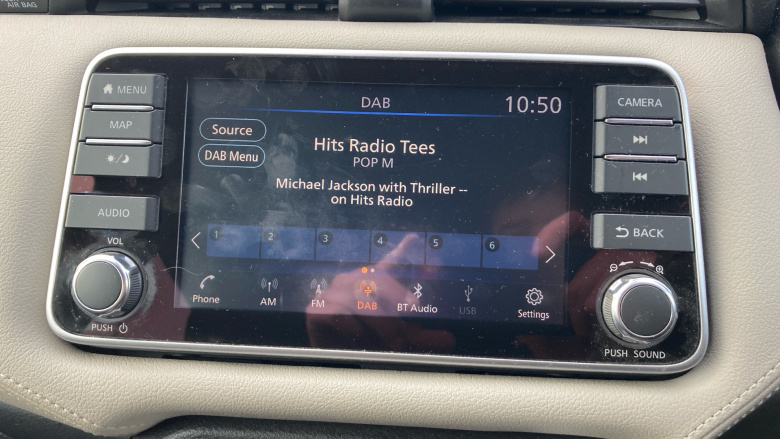 AIR BAG
MENU
MAP
AUDIO
VOL
PUSH
DAB
10:50
Source
DAB Menu
Hits Radio Tees
POP M
Michael Jackson with Thriller --
on Hits Radio
1 2 3 4 5 6
Phone AM FM DAB BT Audio USB Settings
CAMERA
BACK
PUSH SOUND